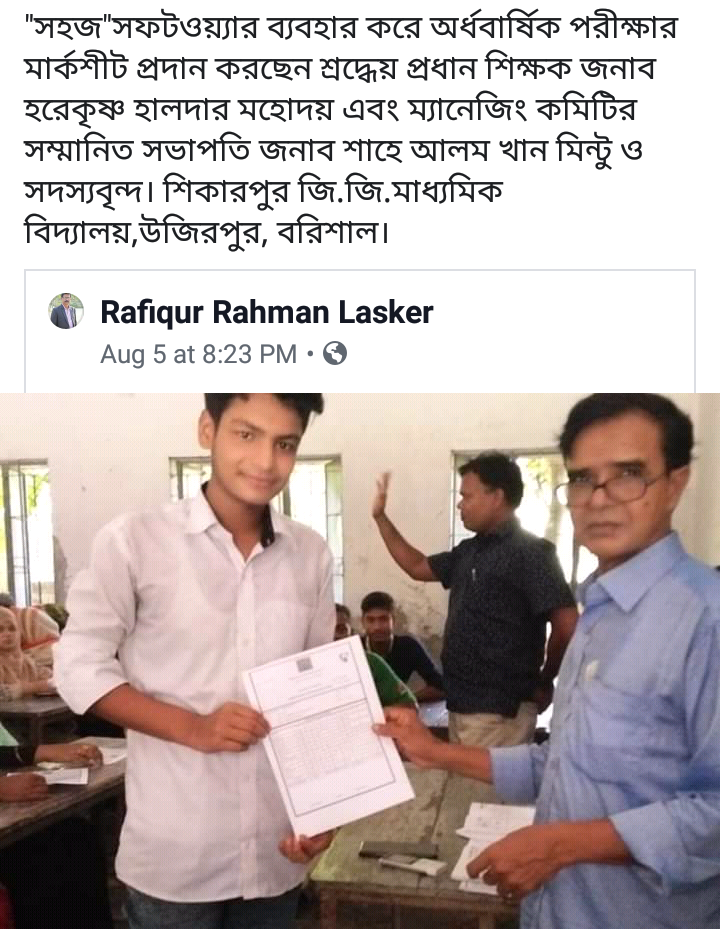 "সহজ"সফটওয়্যার ব্যবহার করে অর্ধবার্ষিক পরীক্ষার
মার্কশীট প্রদান করছেন শ্রদ্ধেয় প্রধান শিক্ষক জনাব
হরেকৃষ্ণ হালদার মহোদয় এবং ম্যানেজিং কমিটির
সম্মানিত সভাপতি জনাব শাহে আলম খান মিন্টু ও
সদস্যবৃন্দ। শিকারপুর জি.জি.মাধ্যমিক
বিদ্যালয়,উজিরপুর, বরিশাল।
Rafiqur Rahman Lasker
Aug 5 at 8:23 PM •